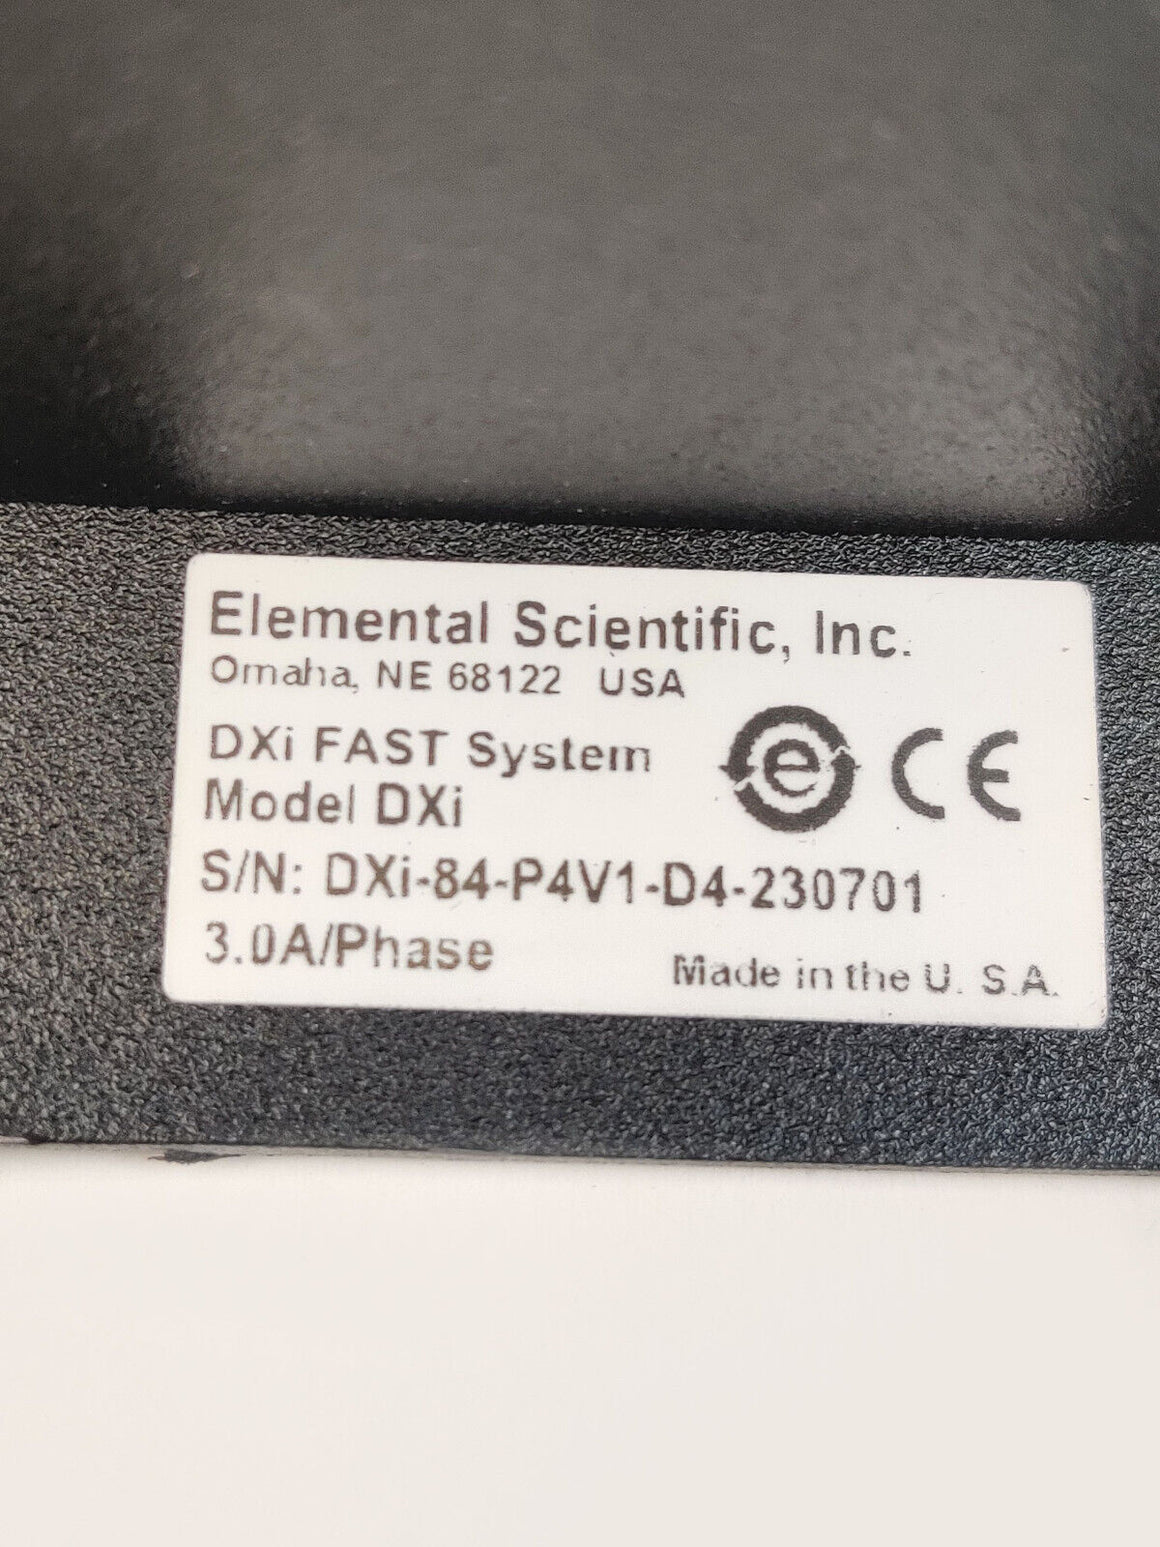 Elemental Scientific, Inc.
Omaha, NE 68122 USA
DXi FAST System
Model DXi
e CE
S/N: DXi-84-P4V1-D4-230701
3.0A/Phase
Made in the U. S.A.